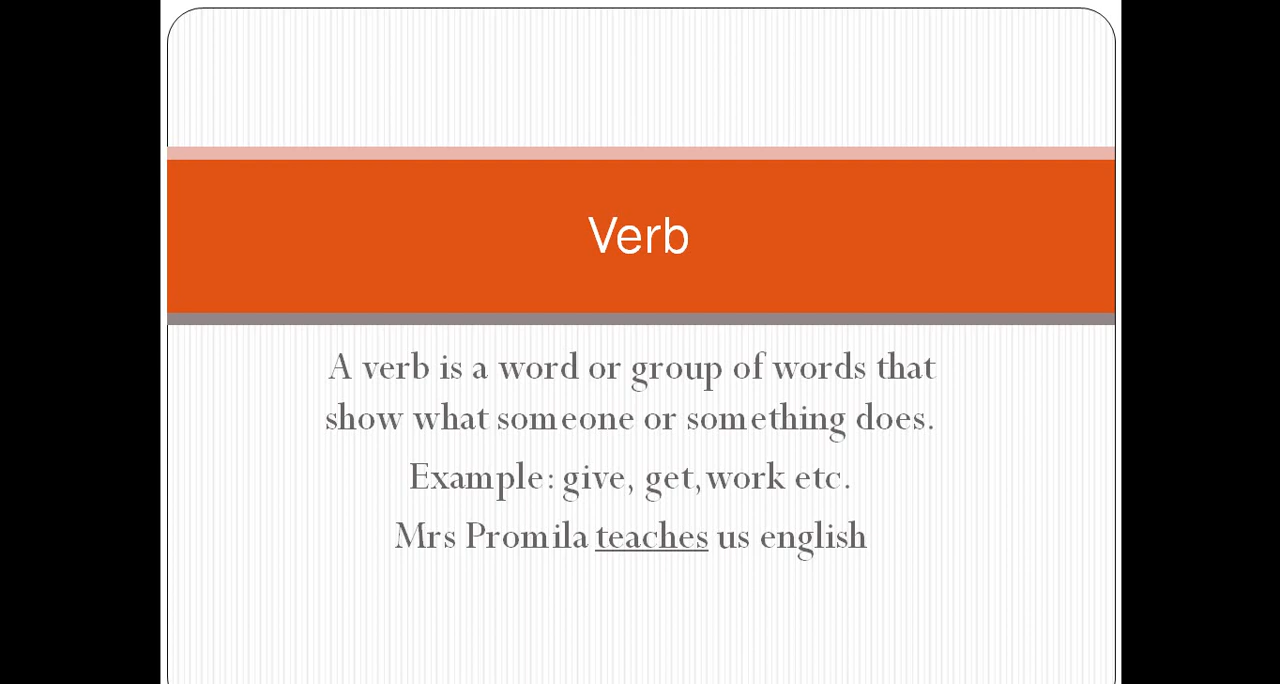 Verb
A verb is a word or group of words that
show what someone or something does.
Example: give, get,work etc.
Mrs Promila teaches us english